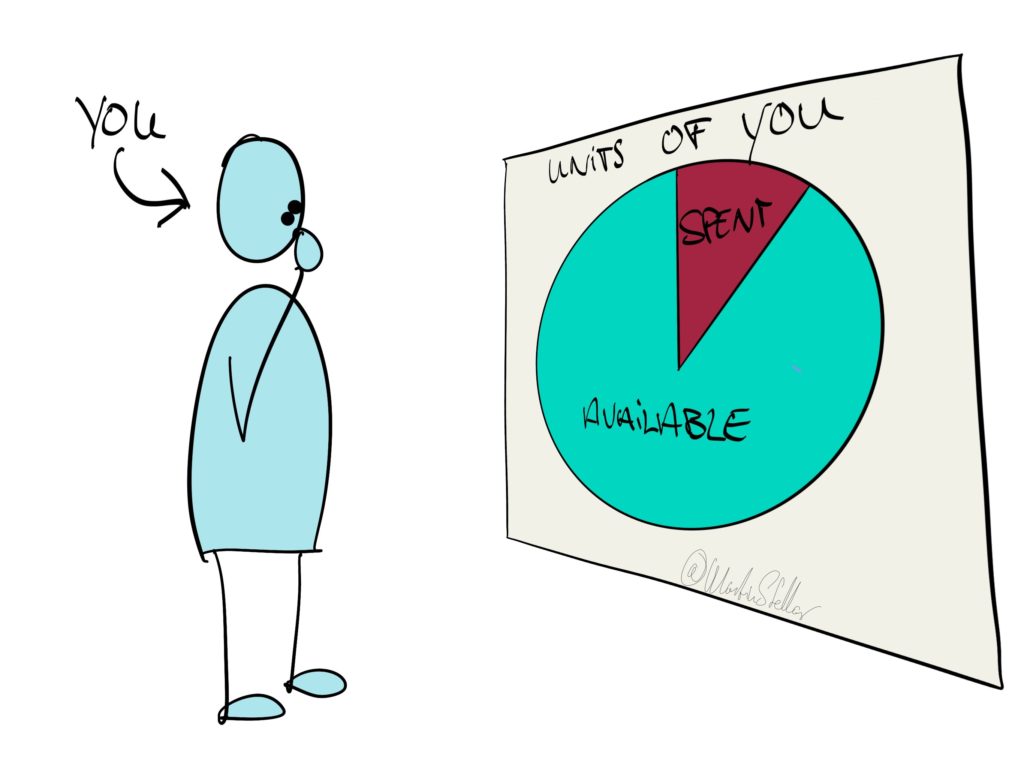 YOU
UNiTS OF YOU
SPENT
AVAiLABLE
@MartinStellar